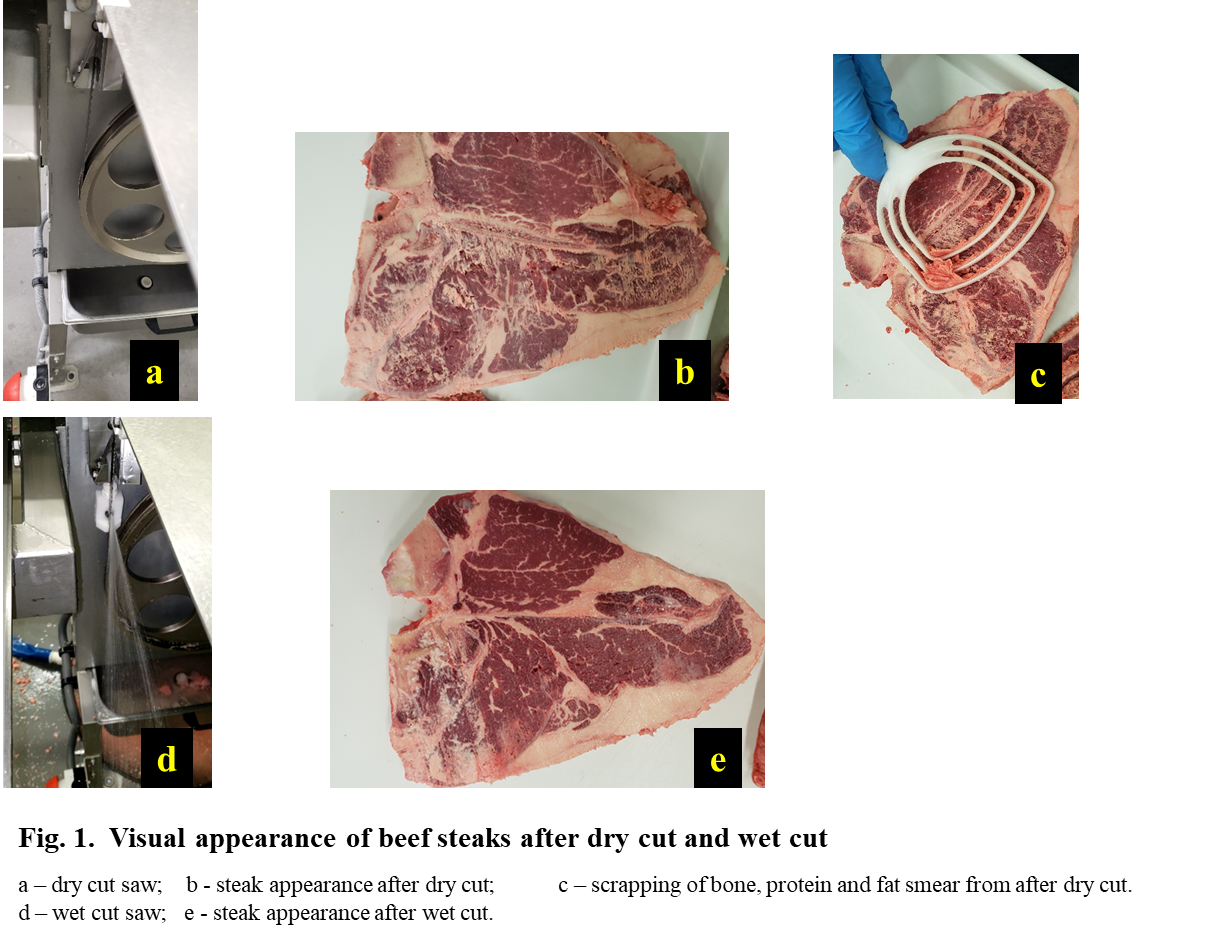 a
b
c
d
e
Fig. 1. Visual appearance of beef steaks after dry cut and wet cut
a – dry cut saw; b - steak appearance after dry cut; c – scrapping of bone, protein and fat smear from after dry cut.
d – wet cut saw; e - steak appearance after wet cut.